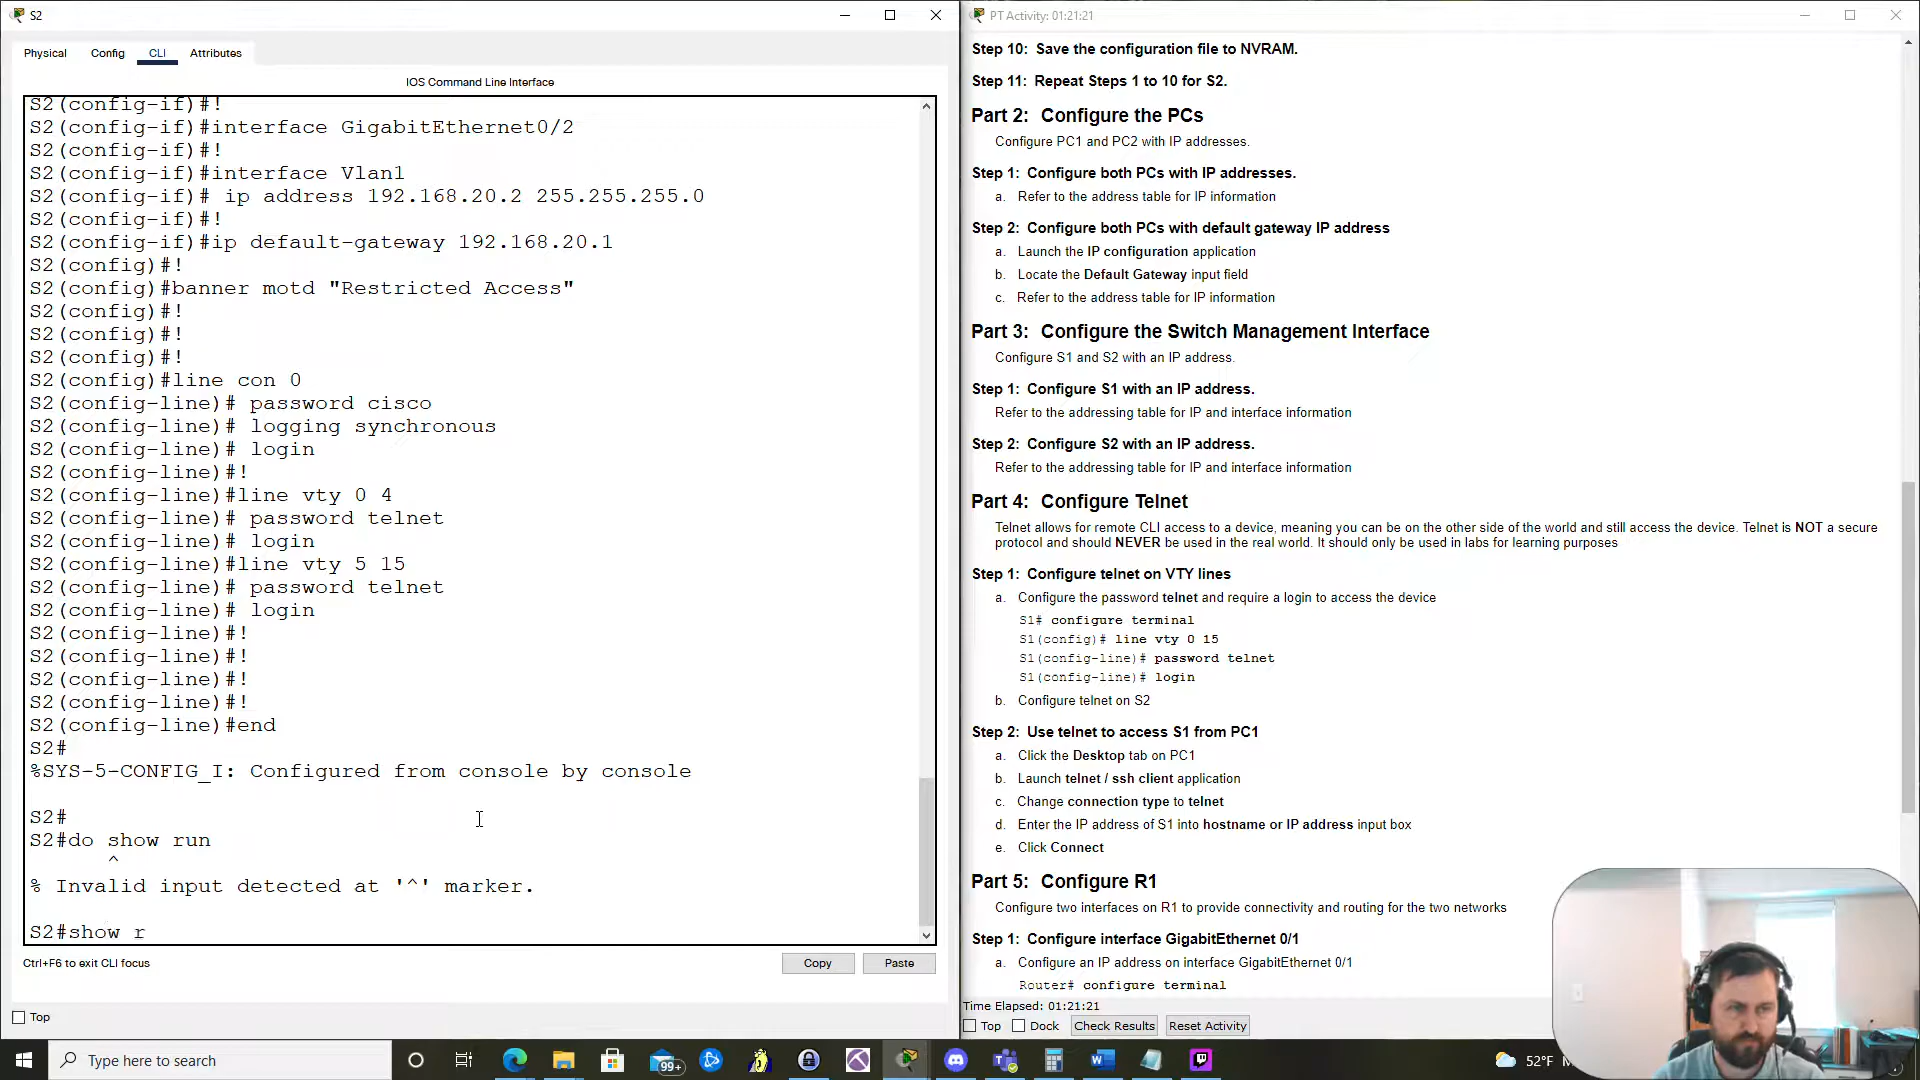 S2
Physical
Config
CLI
Attributes
IOS Command Line Interface
S2(config-if)#!
S2(config-if)#interface GigabitEthernet0/2
S2(config-if)#!
S2(config-if)#interface Vlan1
S2(config-if)# ip address 192.168.20.2 255.255.255.0
S2(config-if)#!
S2(config-if)#ip default-gateway 192.168.20.1
S2(config)#!
S2(config)#banner motd "Restricted Access"
S2(config)#!
S2(config)#!
S2(config)#!
S2(config)#line con 0
S2(config-line)# password cisco
S2(config-line)# logging synchronous
S2(config-line)# login
S2(config-line)#!
S2(config-line)#line vty 0 4
S2(config-line)# password telnet
S2(config-line)# login
S2(config-line)#line vty 5 15
S2(config-line)# password telnet
S2(config-line)# login
S2(config-line)#!
S2(config-line)#!
S2(config-line)#!
S2(config-line)#!
S2(config-line)#end
S2#
%SYS-5-CONFIG_I: Configured from console by console
S2#
S2#do show run
^
% Invalid input detected at '^' marker.
S2#show r
Ctrl+F6 to exit CLI focus
Copy
Paste
Top
PT Activity: 01:21:21
Step 10: Save the configuration file to NVRAM.
Step 11: Repeat Steps 1 to 10 for S2.
Part 2: Configure the PCs
Configure PC1 and PC2 with IP addresses.
Step 1: Configure both PCs with IP addresses.
a. Refer to the address table for IP information
Step 2: Configure both PCs with default gateway IP address
a. Launch the IP configuration application
b. Locate the Default Gateway input field
c. Refer to the address table for IP information
Part 3: Configure the Switch Management Interface
Configure S1 and S2 with an IP address.
Step 1: Configure S1 with an IP address.
Refer to the addressing table for IP and interface information
Step 2: Configure S2 with an IP address.
Refer to the addressing table for IP and interface information
Part 4: Configure Telnet
Telnet allows for remote CLI access to a device, meaning you can be on the other side of the world and still access the device. Telnet is NOT a secure
protocol and should NEVER be used in the real world. It should only be used in labs for learning purposes
Step 1: Configure telnet on VTY lines
a. Configure the password telnet and require a login to access the device
S1# configure terminal
S1(config)# line vty 0 15
S1(config-line)# password telnet
S1(config-line)# login
b. Configure telnet on S2
Step 2: Use telnet to access S1 from PC1
a. Click the Desktop tab on PC1
b. Launch telnet / ssh client application
c. Change connection type to telnet
d. Enter the IP address of S1 into hostname or IP address input box
e. Click Connect
Part 5: Configure R1
Configure two interfaces on R1 to provide connectivity and routing for the two networks
Step 1: Configure interface GigabitEthernet 0/1
a. Configure an IP address on interface GigabitEthernet 0/1
Router# configure terminal
Time Elapsed: 01:21:21
Top
Dock
Check Results
Reset Activity
Type here to search
99+
52°F